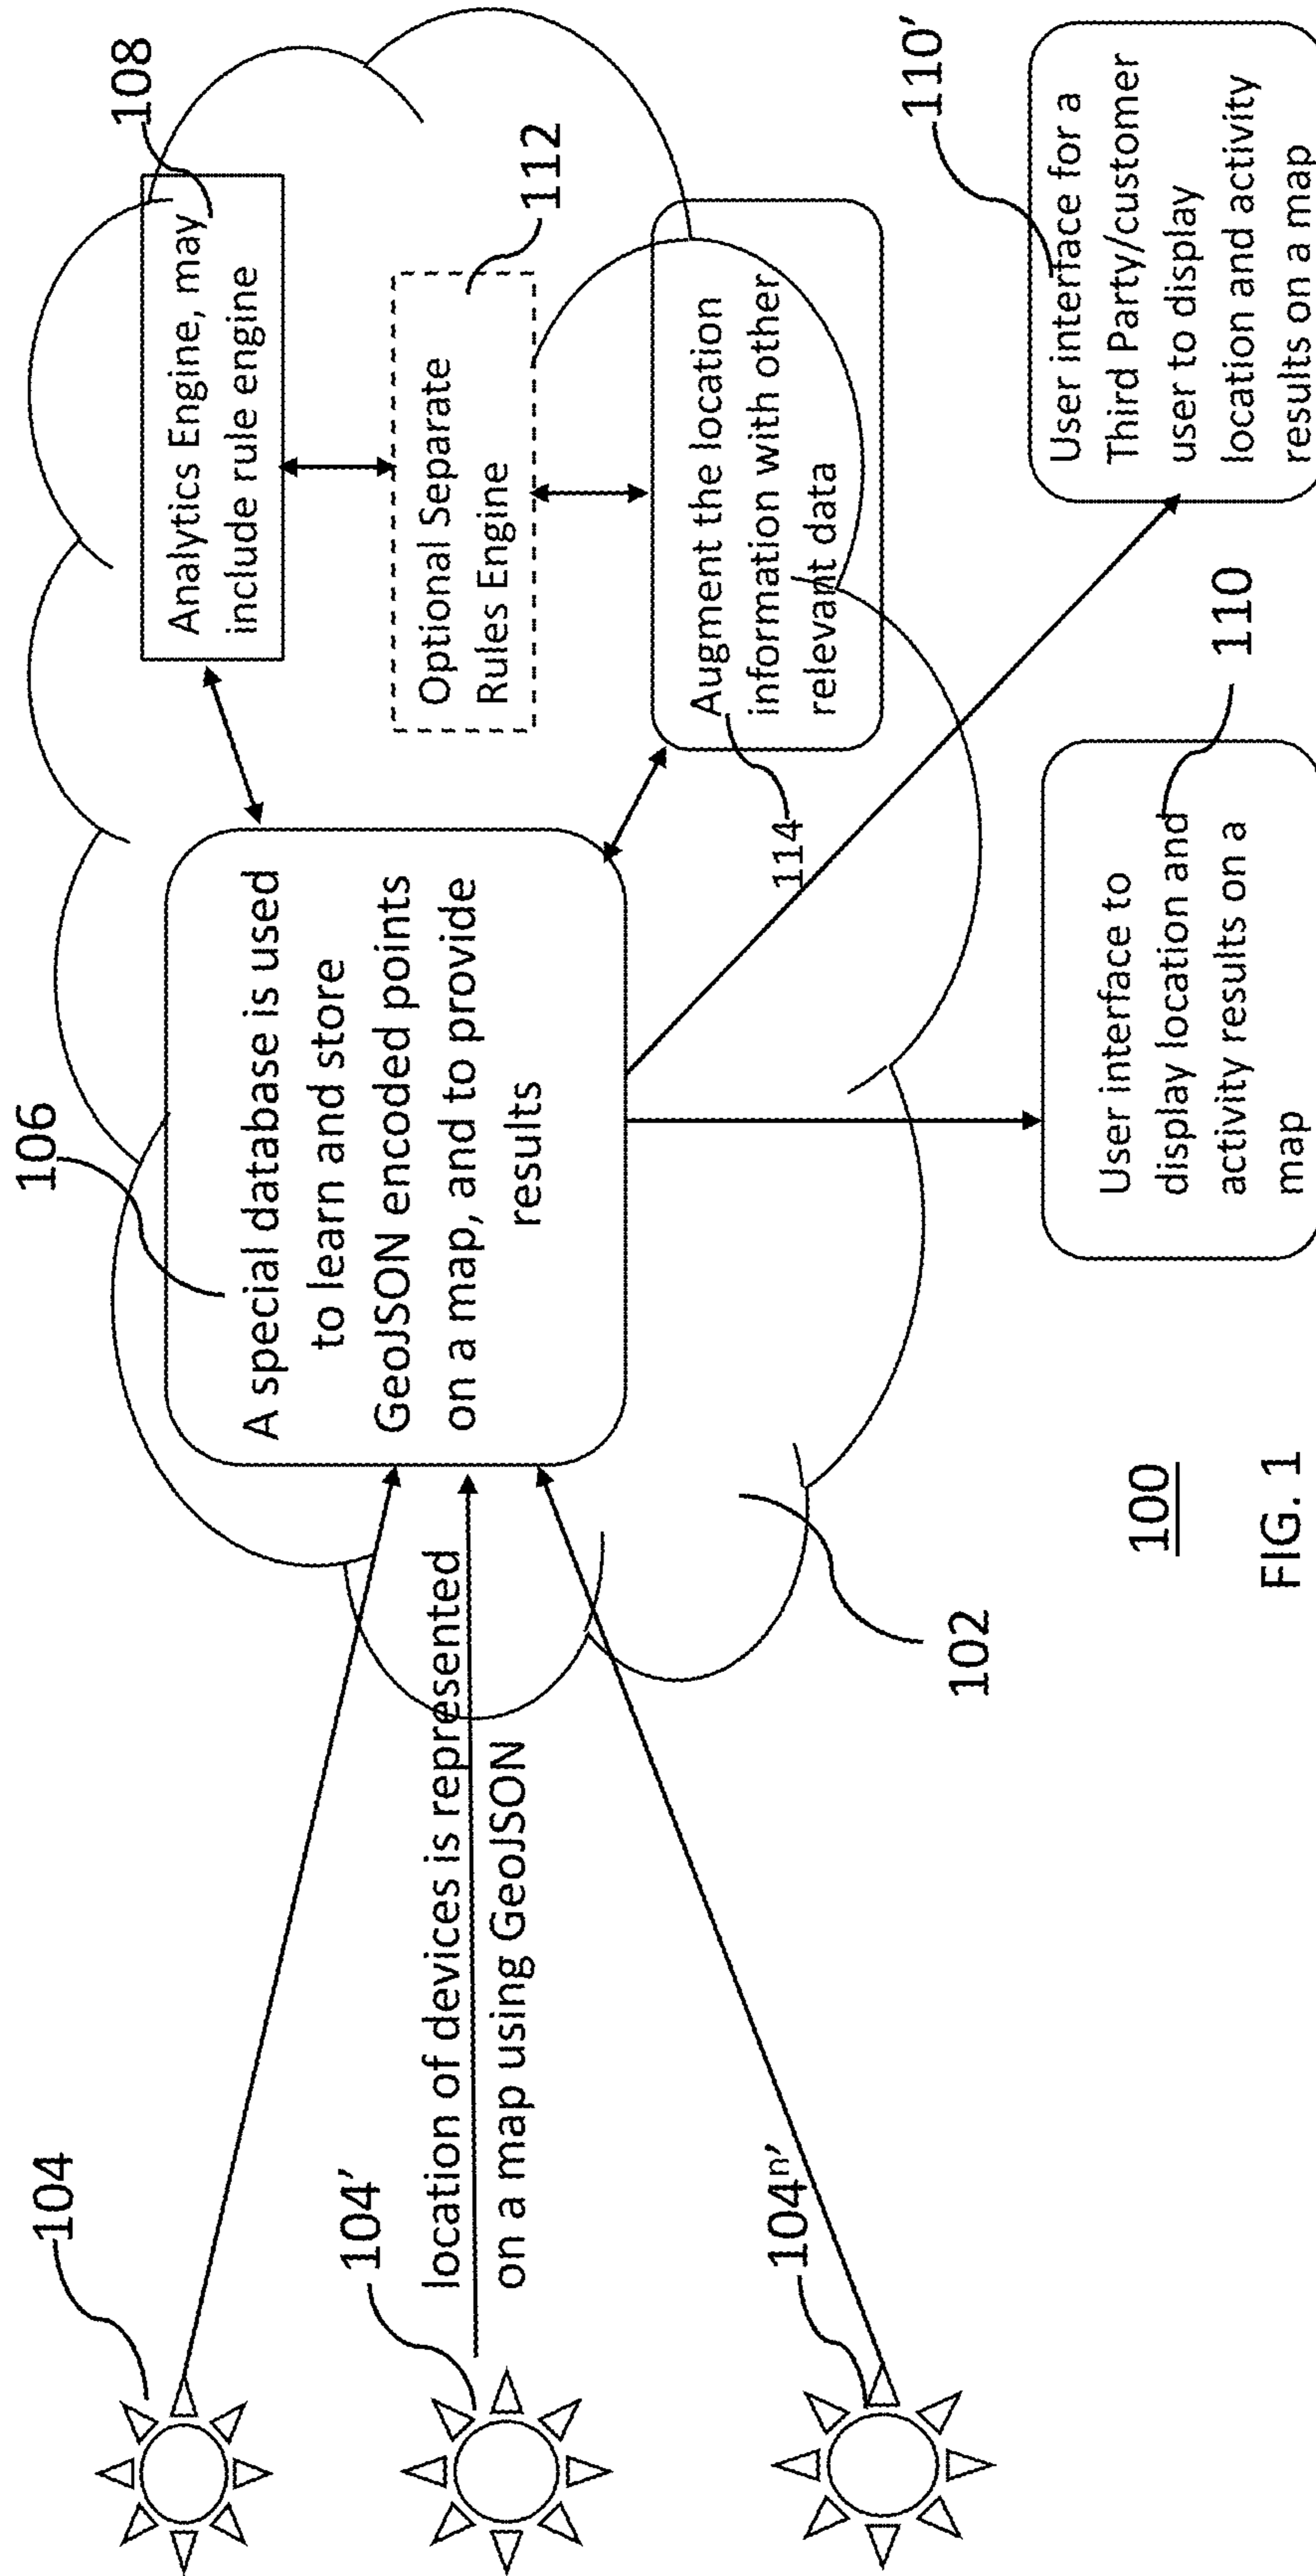 104
104'
104ⁿ'
location of devices is represented
on a map using GeoJSON
102
106
A special database is used
to learn and store
GeoJSON encoded points
on a map, and to provide
results
108
Analytics Engine, may
include rule engine
112
Optional Separate
Rules Engine
114
Augment the location
information with other
relevant data
110
User interface to
display location and
activity results on a
map
110'
User interface for a
Third Party/customer
user to display
location and activity
results on a map
100
FIG. 1